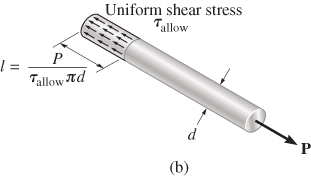 Uniform shear stress
τallow
l = P / τallow πd
d
P
(b)